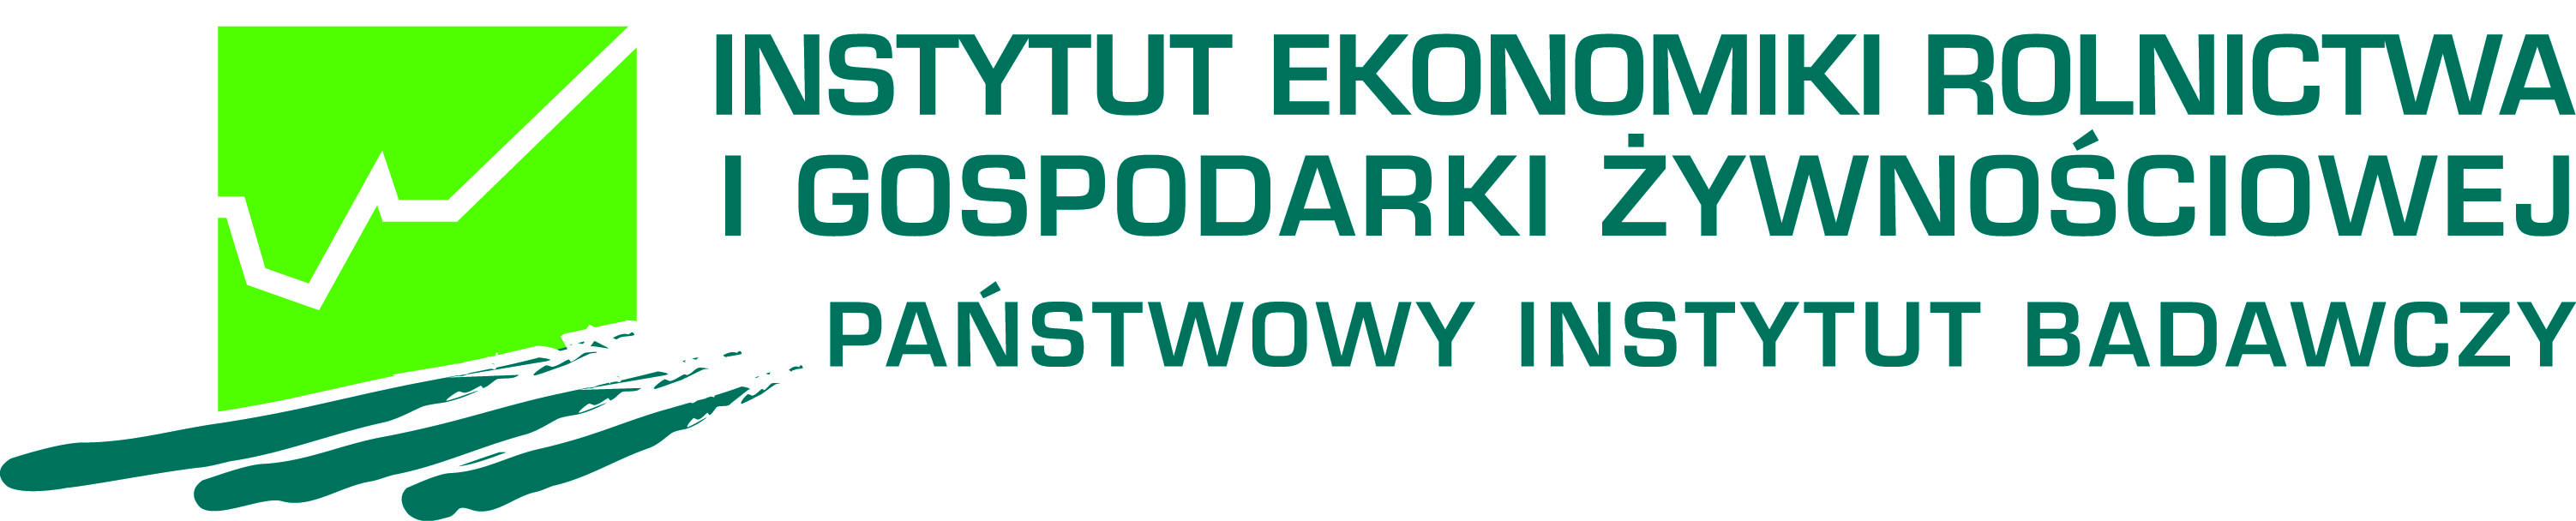 INSTYTUT EKONOMIKI ROLNICTWA
I GOSPODARKI ŻYWNOŚCIOWEJ
PAŃSTWOWY INSTYTUT BADAWCZY